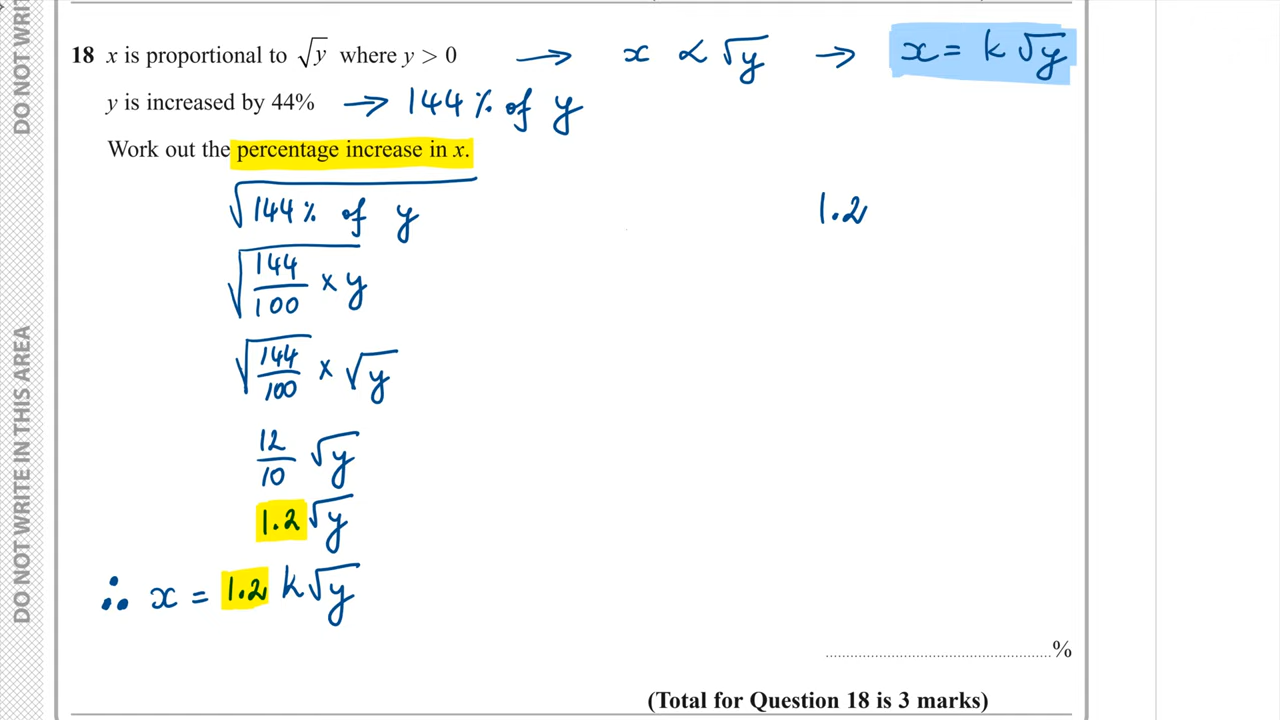 DO NOT WRIT
18 x is proportional to √y where y > 0 → x ∝ √y → x = k √y
y is increased by 44% → 144% of y
Work out the percentage increase in x.
√144% of y
1.2
√144/100 × y
√144/100 × √y
12/10 √y
1.2 √y
∴ x = 1.2 k √y
DO NOT WRITE IN THIS AREA
%
(Total for Question 18 is 3 marks)